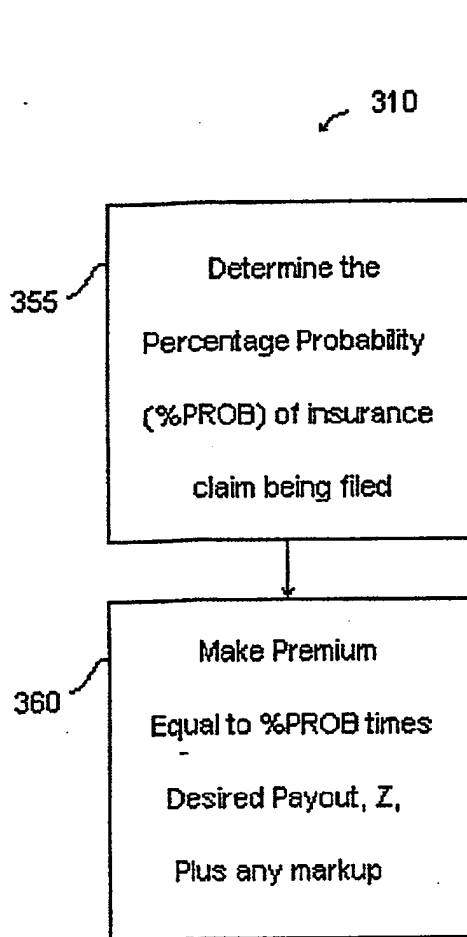 310
355
Determine the
Percentage Probability
(%PROB) of insurance
claim being filed
360
Make Premium
Equal to %PROB times
Desired Payout, Z,
Plus any markup